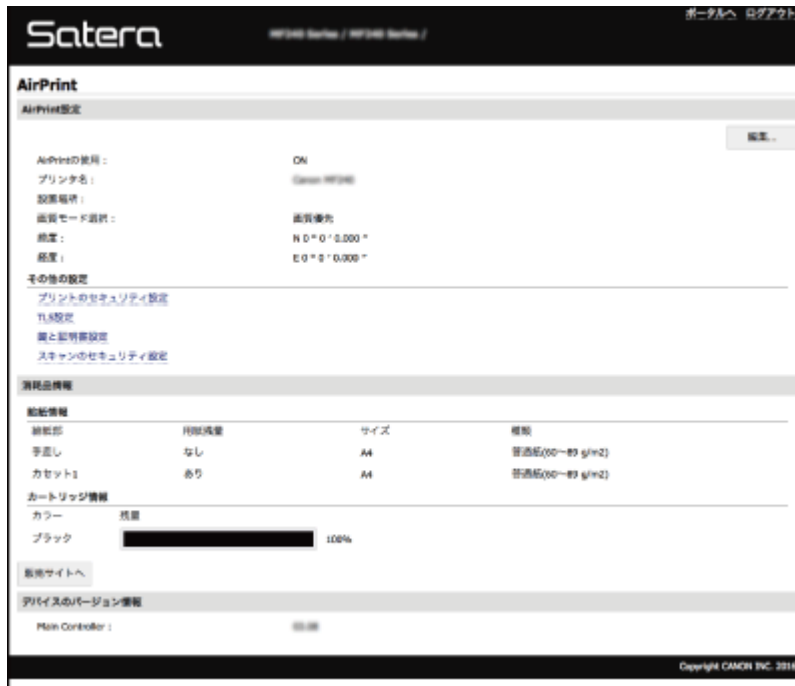 ポータルへ ログアウト
Satera
MF340 Series / MF340 Series /
AirPrint
AirPrint設定
編集...
AirPrintの使用 : ON
プリンタ名 : Canon MF340
設置場所 :
画質モード選択 : 画質優先
緯度 : N 0 ° 0 ' 0.000 "
経度 : E 0 ° 0 ' 0.000 "
その他の設定
プリントのセキュリティ設定
TLS設定
鍵と証明書設定
スキャンのセキュリティ設定
消耗品情報
給紙情報
給紙部 用紙残量 サイズ 種類
手差し なし A4 普通紙(60～89 g/m2)
カセット1 あり A4 普通紙(60～89 g/m2)
カートリッジ情報
カラー 残量
ブラック 100%
販売サイトへ
デバイスのバージョン情報
Main Controller :
Copyright CANON INC. 2016